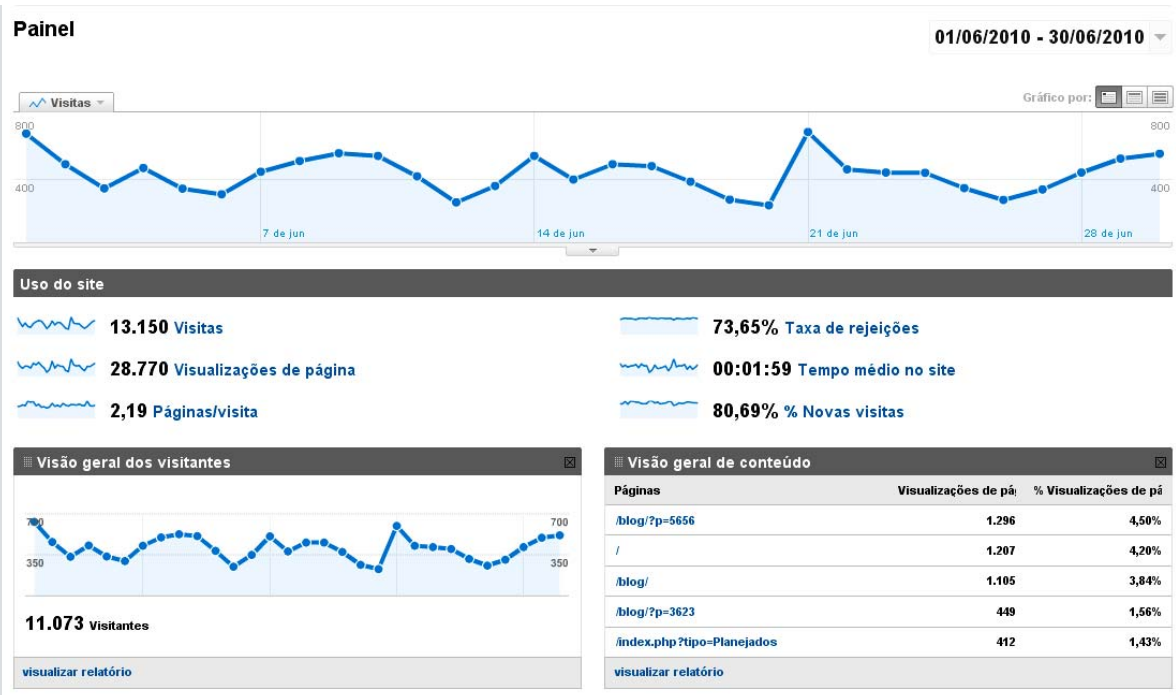 Painel
01/06/2010 - 30/06/2010
Visitas
Gráfico por:
800
800
400
400
7 de jun
14 de jun
21 de jun
28 de jun
Uso do site
13.150 Visitas
73,65% Taxa de rejeições
28.770 Visualizações de página
00:01:59 Tempo médio no site
2,19 Páginas/visita
80,69% % Novas visitas
Visão geral dos visitantes
700
700
350
350
11.073 Visitantes
visualizar relatório
Visão geral de conteúdo
Páginas Visualizações de pá % Visualizações de pá
/blog/?p=5656 1.296 4,50%
/ 1.207 4,20%
/blog/ 1.105 3,84%
/blog/?p=3623 449 1,56%
/index.php?tipo=Planejados 412 1,43%
visualizar relatório